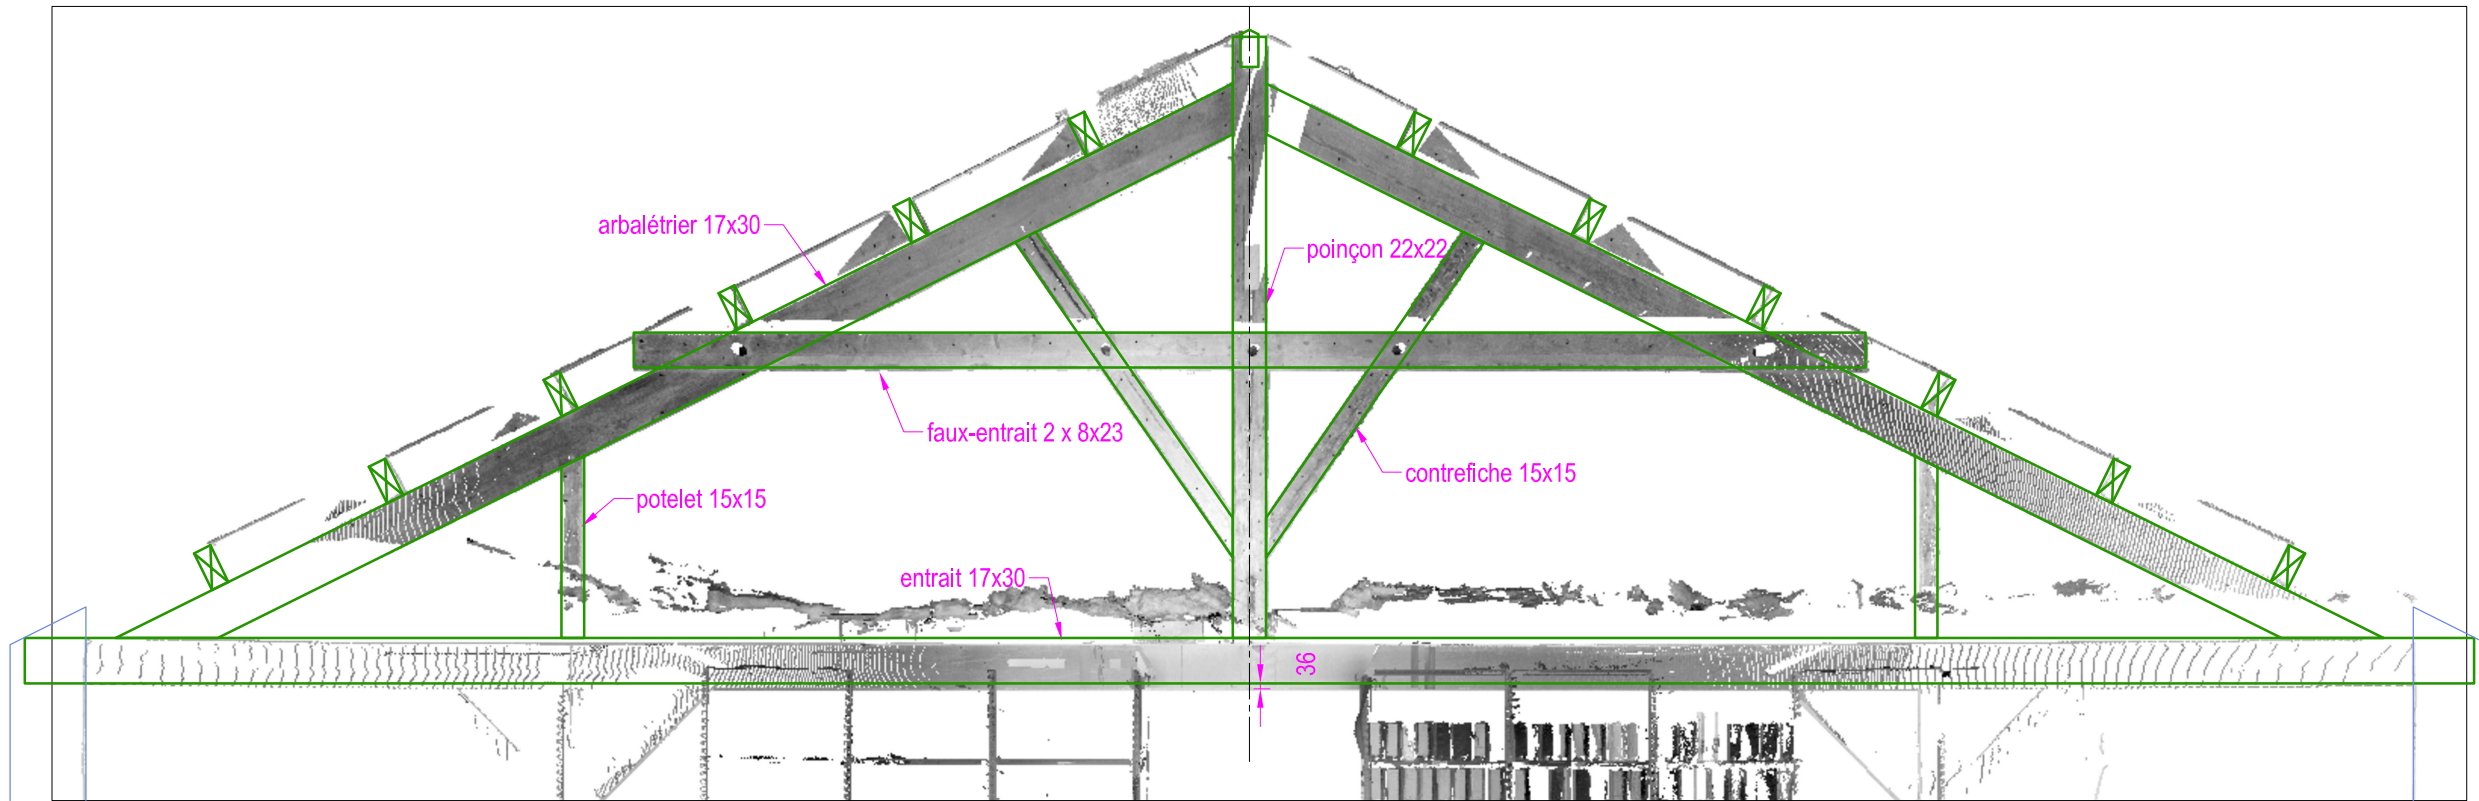 arbalétrier 17x30
poinçon 22x22
faux-entrait 2 x 8x23
contrefiche 15x15
potelet 15x15
entrait 17x30
36